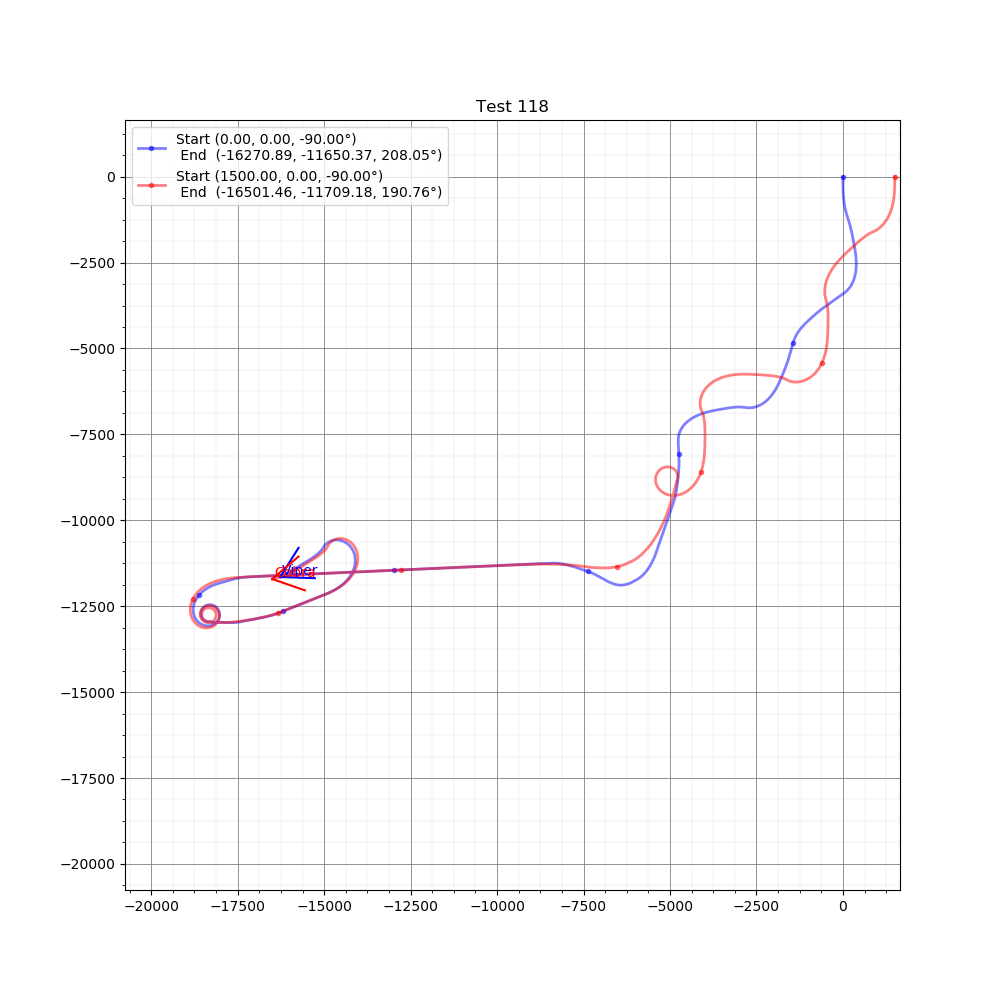 Test 118
Start (0.00, 0.00, -90.00°)
End (-16270.89, -11650.37, 208.05°)
Start (1500.00, 0.00, -90.00°)
End (-16501.46, -11709.18, 190.76°)
0
−2500
−5000
−7500
−10000
−12500
−15000
−17500
−20000
−20000 −17500 −15000 −12500 −10000 −7500 −5000 −2500 0